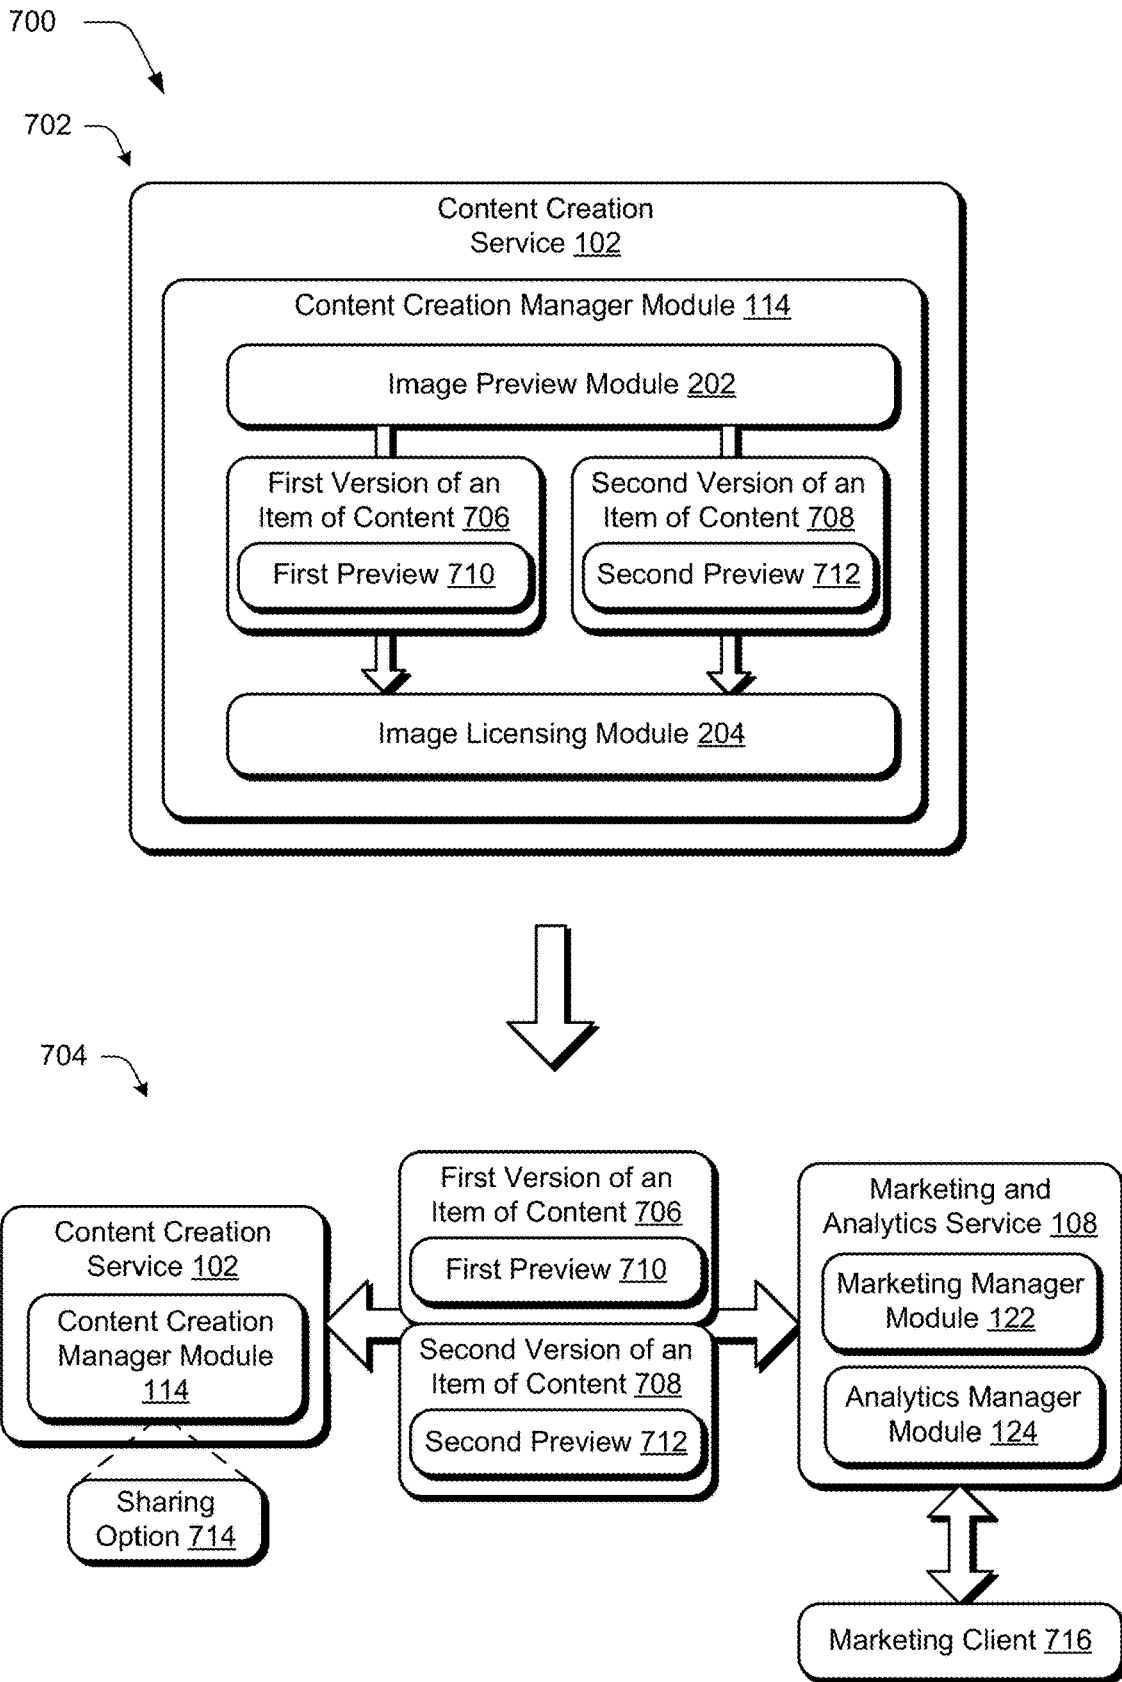 700
702
Content Creation
Service 102
Content Creation Manager Module 114
Image Preview Module 202
First Version of an
Item of Content 706
First Preview 710
Second Version of an
Item of Content 708
Second Preview 712
Image Licensing Module 204
704
Content Creation
Service 102
Content Creation
Manager Module
114
Sharing
Option 714
First Version of an
Item of Content 706
First Preview 710
Second Version of an
Item of Content 708
Second Preview 712
Marketing and
Analytics Service 108
Marketing Manager
Module 122
Analytics Manager
Module 124
Marketing Client 716